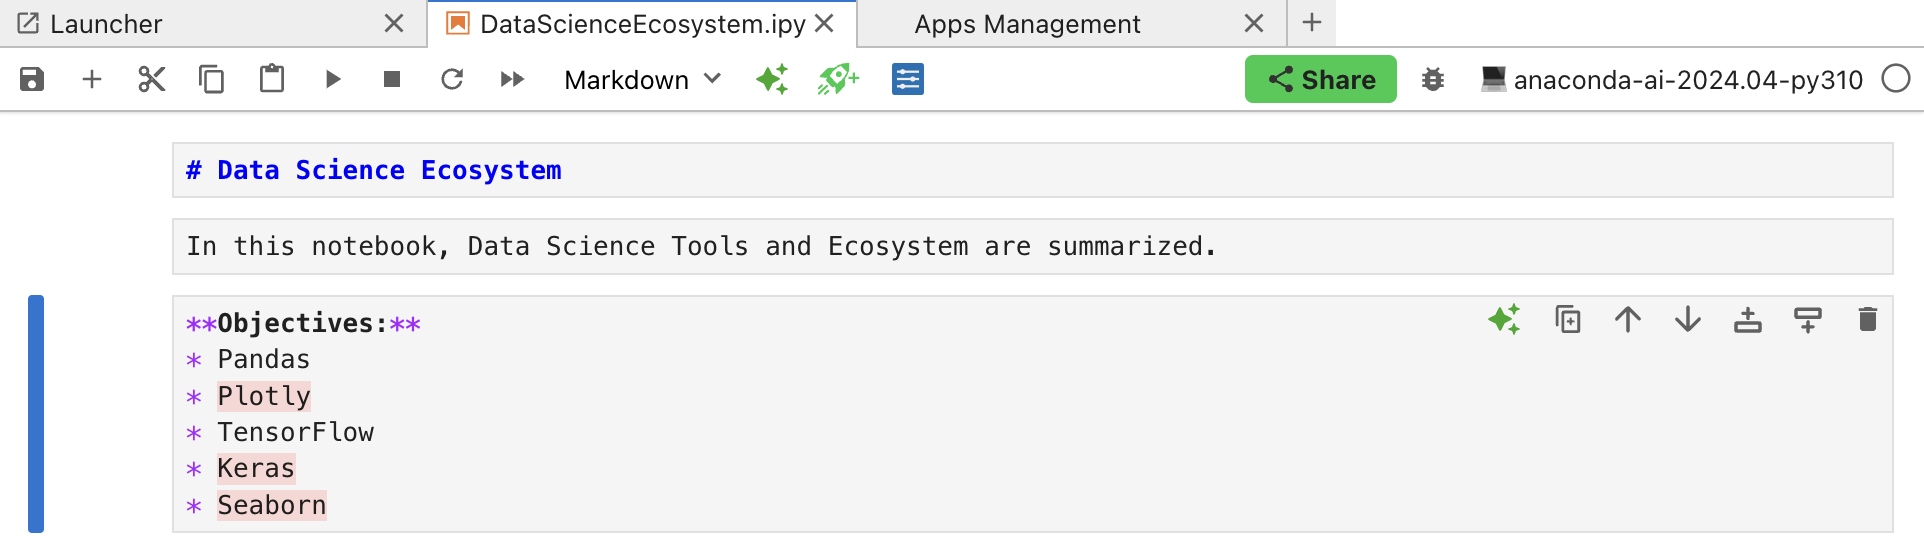 Launcher
DataScienceEcosystem.ipy
Apps Management
Markdown
Share
anaconda-ai-2024.04-py310
# Data Science Ecosystem
In this notebook, Data Science Tools and Ecosystem are summarized.
**Objectives:**
* Pandas
* Plotly
* TensorFlow
* Keras
* Seaborn